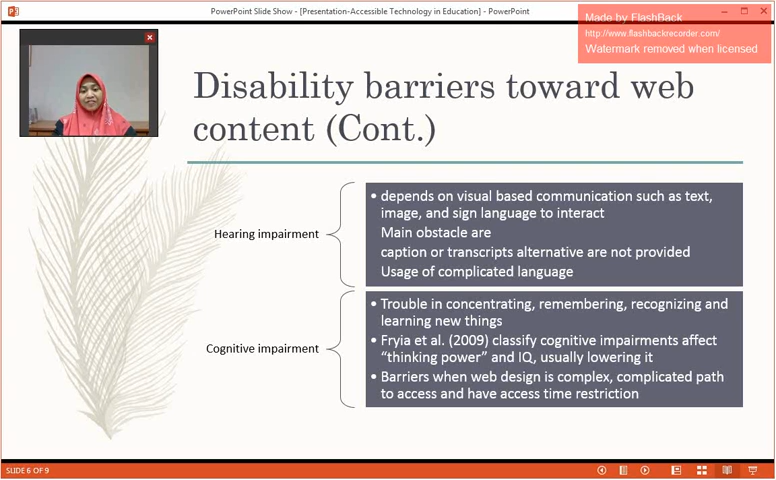 PowerPoint Slide Show - [Presentation-Accessible Technology in Education] - PowerPoint
Made by FlashBack
http://www.flashbackrecorder.com/
Watermark removed when licensed
Disability barriers toward web
content (Cont.)
Hearing impairment
• depends on visual based communication such as text,
image, and sign language to interact
Main obstacle are
caption or transcripts alternative are not provided
Usage of complicated language
Cognitive impairment
• Trouble in concentrating, remembering, recognizing and
learning new things
• Fryia et al. (2009) classify cognitive impairments affect
“thinking power” and IQ, usually lowering it
• Barriers when web design is complex, complicated path
to access and have access time restriction
SLIDE 6 OF 9